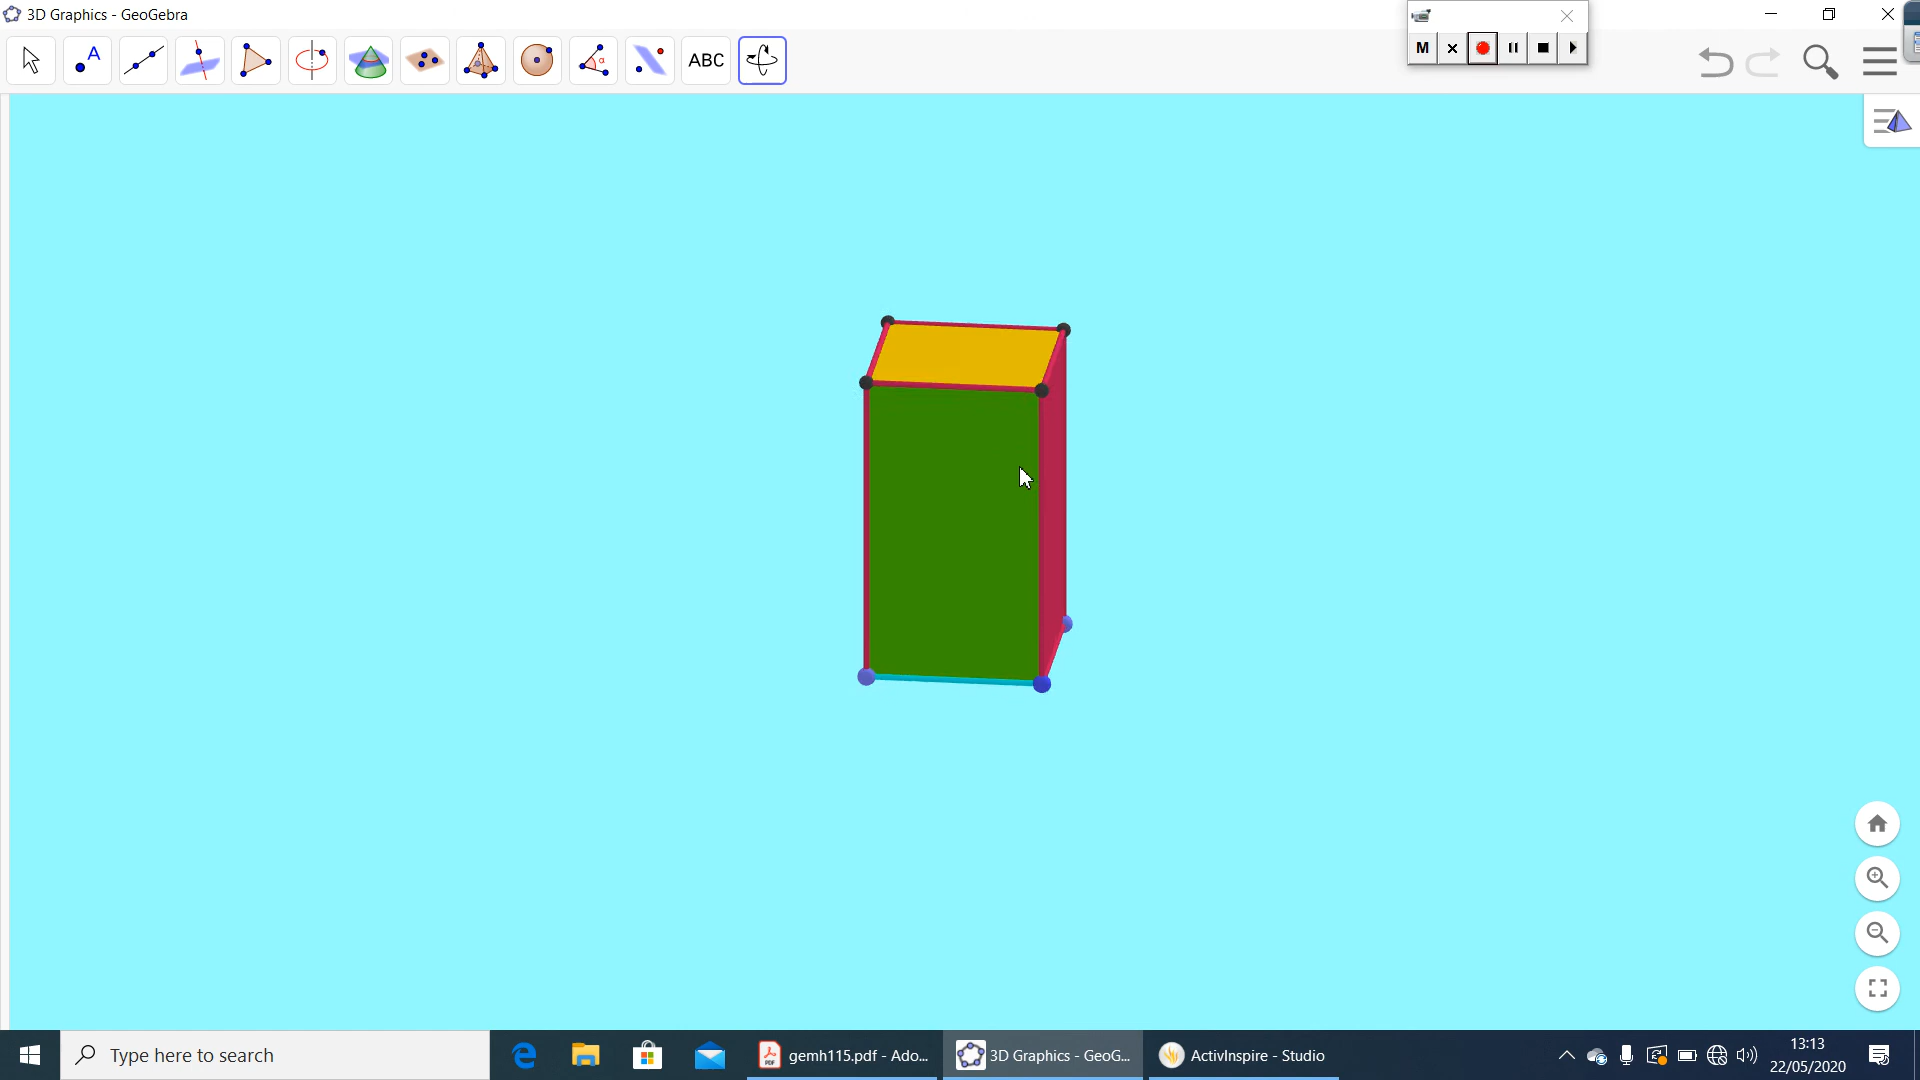 3D Graphics - GeoGebra
M
A
α
ABC
Type here to search
gemh115.pdf - Ado...
3D Graphics - GeoG...
ActivInspire - Studio
13:13
22/05/2020